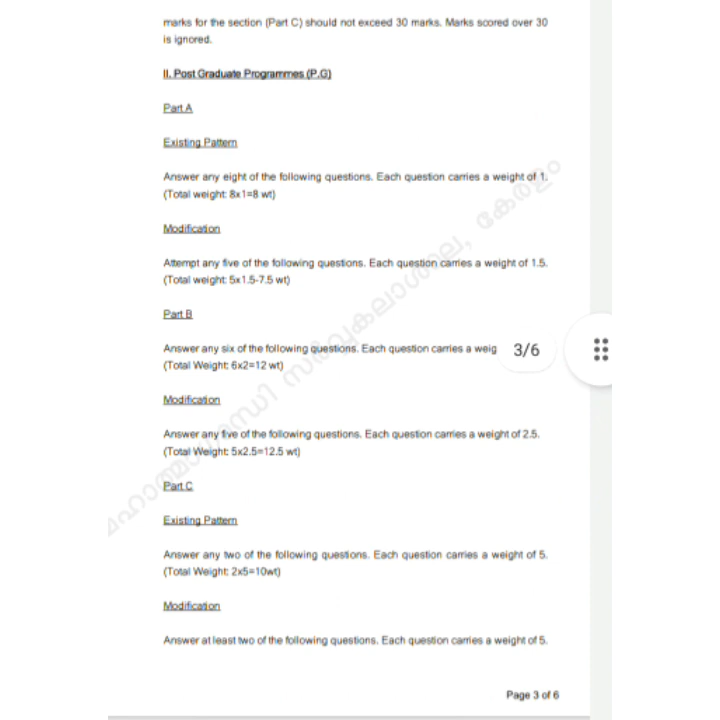 marks for the section (Part C) should not exceed 30 marks. Marks scored over 30
is ignored.
II. Post Graduate Programmes (P.G)
Part A
Existing Pattern
Answer any eight of the following questions. Each question carries a weight of 1.
(Total weight: 8x1=8 wt)
Modification
Attempt any five of the following questions. Each question carries a weight of 1.5.
(Total weight: 5x1.5-7.5 wt)
Part B
Answer any six of the following questions. Each question carries a weig
3/6
(Total Weight: 6x2=12 wt)
Modification
Answer any five of the following questions. Each question carries a weight of 2.5.
(Total Weight: 5x2.5=12.5 wt)
Part C
Existing Pattern
Answer any two of the following questions. Each question carries a weight of 5.
(Total Weight: 2x5=10wt)
Modification
Answer at least two of the following questions. Each question carries a weight of 5.
Page 3 of 6
മഹാത്മാഗാന്ധി സർവ്വകലാശാല, കേരളം